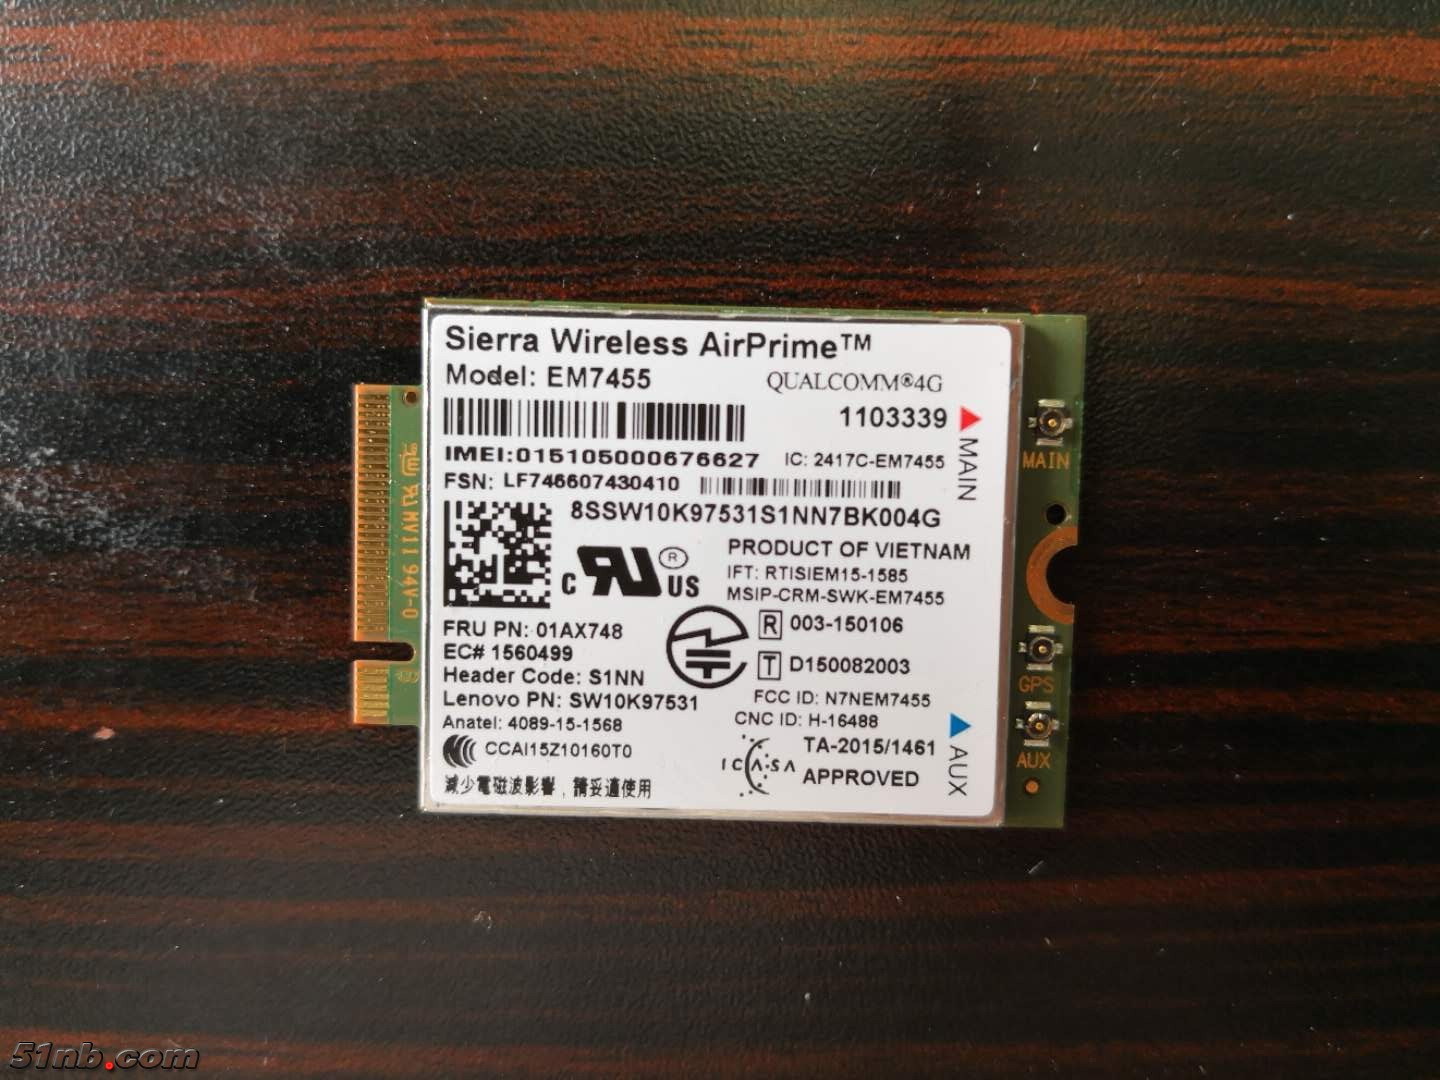 Sierra Wireless AirPrime™
Model: EM7455
QUALCOMM®4G
1103339
MAIN
IMEI:015105000676627
IC: 2417C-EM7455
FSN: LF746607430410
8SSW10K97531S1NN7BK004G
c RU ® US
PRODUCT OF VIETNAM
IFT: RTISIEM15-1585
MSIP-CRM-SWK-EM7455
FRU PN: 01AX748
R 003-150106
EC# 1560499
T D150082003
Header Code: S1NN
Lenovo PN: SW10K97531
FCC ID: N7NEM7455
Anatel: 4089-15-1568
CNC ID: H-16488
CCAI15Z10160T0
ICASA
TA-2015/1461
APPROVED
AUX
減少電磁波影響，請妥適使用
MAIN
GPS
AUX
MV11 94V-0
51nb.com